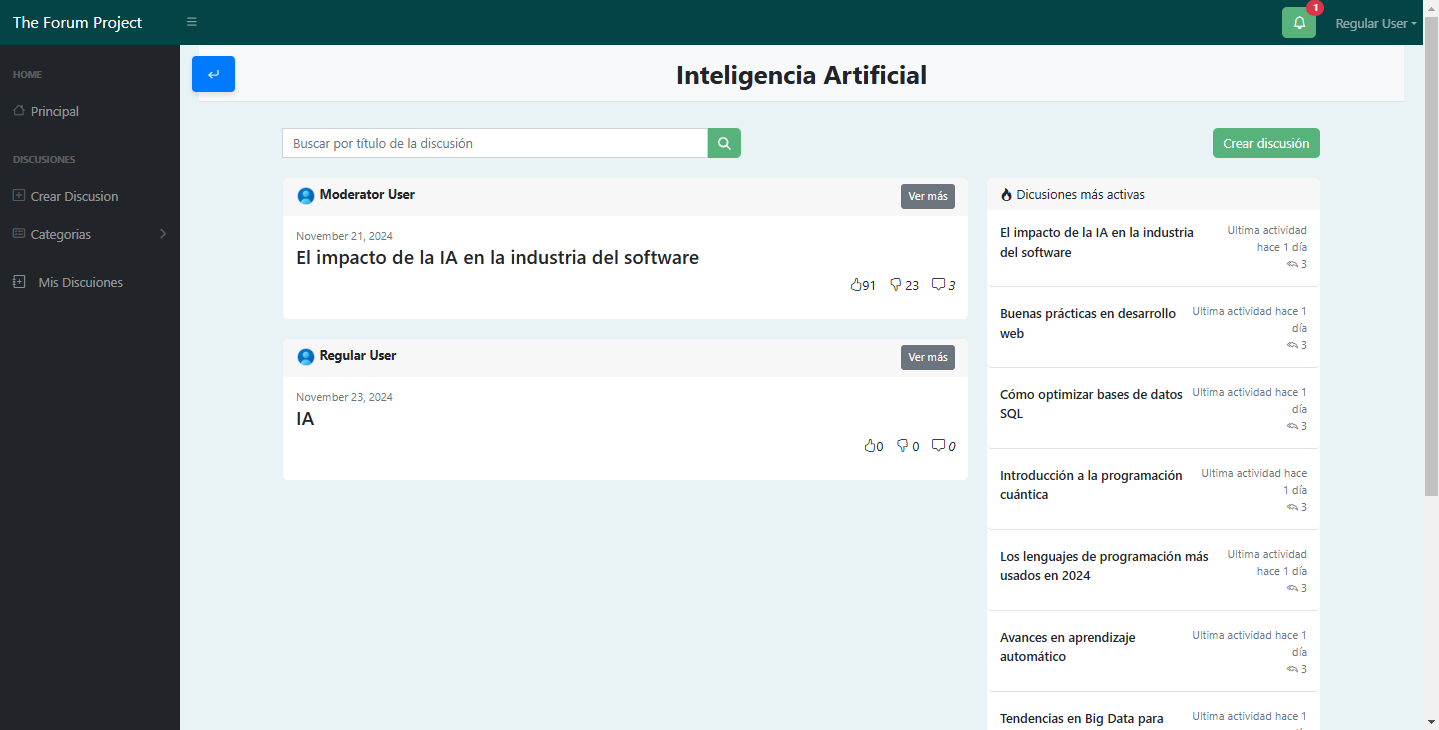 The Forum Project
1
Regular User
HOME
Principal
DISCUSIONES
Crear Discusion
Categorias
Mis Discuiones
Inteligencia Artificial
Buscar por título de la discusión
Crear discusión
Moderator User
Ver más
November 21, 2024
El impacto de la IA en la industria del software
91 23 3
Regular User
Ver más
November 23, 2024
IA
0 0 0
Dicusiones más activas
El impacto de la IA en la industria
del software
Ultima actividad
hace 1 día
3
Buenas prácticas en desarrollo
web
Ultima actividad hace 1
día
3
Cómo optimizar bases de datos
SQL
Ultima actividad hace 1
día
3
Introducción a la programación
cuántica
Ultima actividad hace
1 día
3
Los lenguajes de programación más
usados en 2024
Ultima actividad
hace 1 día
3
Avances en aprendizaje
automático
Ultima actividad hace 1
día
3
Tendencias en Big Data para
Ultima actividad hace 1